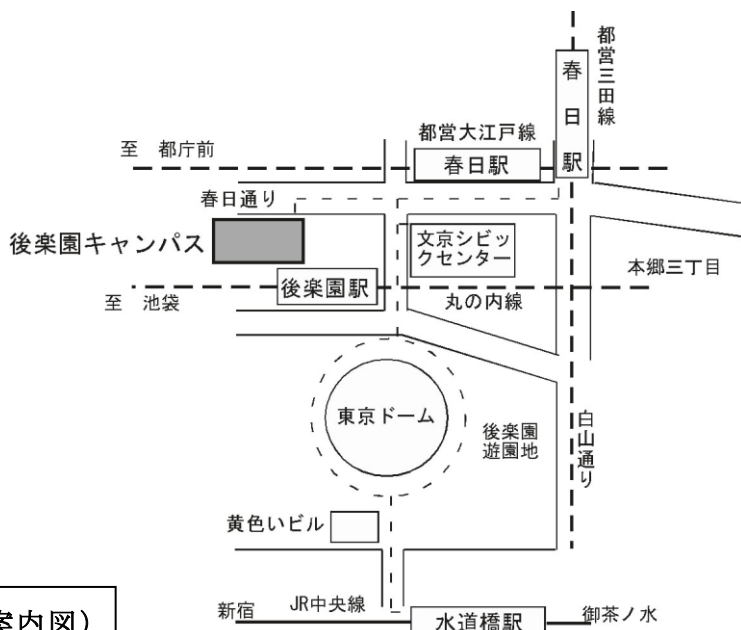 都営三田線
春日駅
都営大江戸線
至 都庁前
春日駅
春日通り
後楽園キャンパス
文京シビッ
クセンター
本郷三丁目
後楽園駅
至 池袋
丸の内線
東京ドーム
後楽園
遊園地
白山通り
黄色いビル
案内図）
新宿
JR中央線
水道橋駅
御茶ノ水